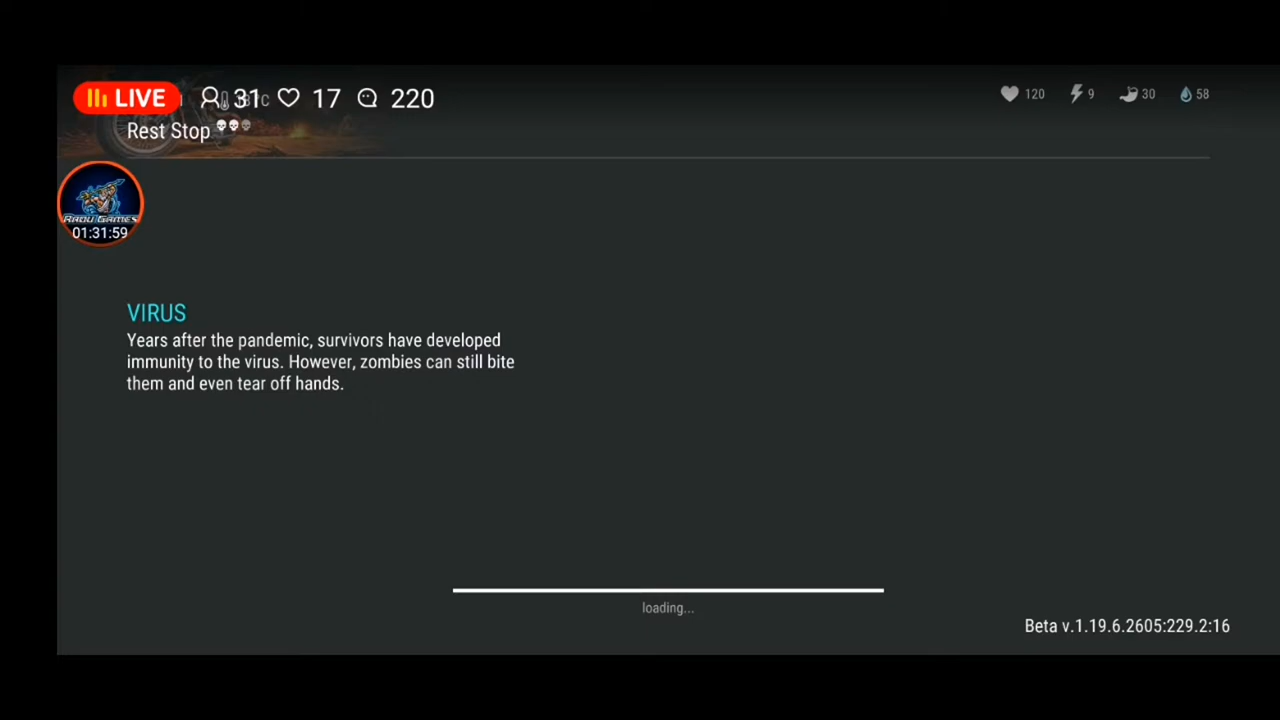 LIVE 31 17 220
120 9 30 58
Rest Stop
RADU GAMES
01:31:59
VIRUS
Years after the pandemic, survivors have developed
immunity to the virus. However, zombies can still bite
them and even tear off hands.
loading...
Beta v.1.19.6.2605:229.2:16